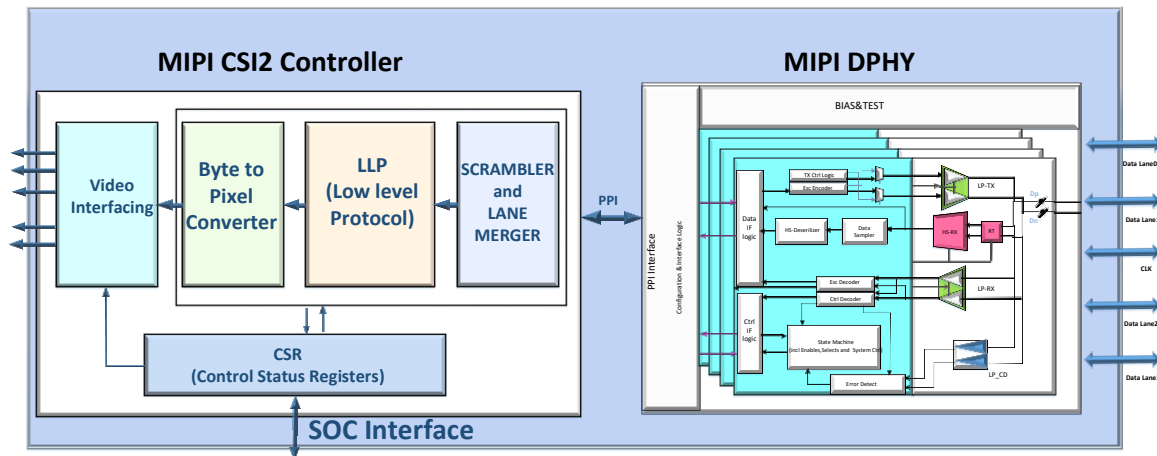 MIPI CSI2 Controller
MIPI DPHY
Video
Interfacing
Byte to
Pixel
Converter
LLP
(Low level
Protocol)
SCRAMBLER
and
LANE
MERGER
CSR
(Control Status Registers)
SOC Interface
PPI
PPI Interface
Configuration & Interface Logic
BIAS&TEST
Data
IF
logic
TX Ctrl Logic
Esc Encoder
HS-Deserilizer
Data
Sampler
Esc Decoder
Ctrl Decoder
Ctrl
IF
logic
State Machine
(incl Enables,Selects and System Ctrl)
Error Detect
LP-TX
HS-RX
RT
LP-RX
LP_CD
Dp
Dn
Data Lane0
Data Lane
CLK
Data Lane2
Data Lane